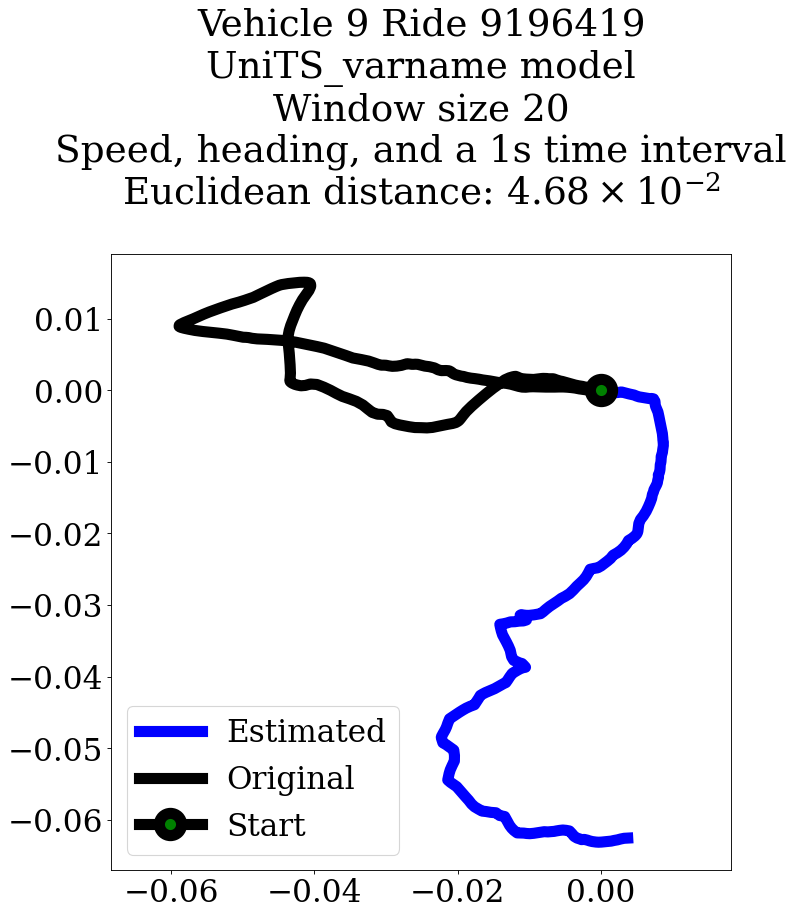 Vehicle 9 Ride 9196419
UniTS_varname model
Window size 20
Speed, heading, and a 1s time interval
Euclidean distance: 4.68 × 10⁻²
0.01
0.00
−0.01
−0.02
−0.03
−0.04
−0.05
−0.06
Estimated
Original
Start
−0.06
−0.04
−0.02
0.00